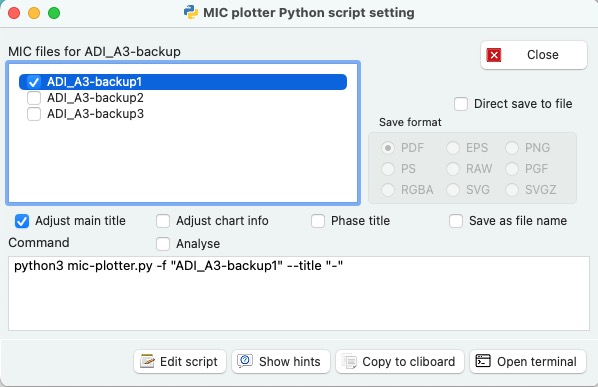 MIC plotter Python script setting
MIC files for ADI_A3-backup
Close
ADI_A3-backup1
ADI_A3-backup2
ADI_A3-backup3
Direct save to file
Save format
PDF EPS PNG
PS RAW PGF
RGBA SVG SVGZ
Adjust main title Adjust chart info Phase title Save as file name
Command Analyse
python3 mic-plotter.py -f "ADI_A3-backup1" --title "-"
Edit script Show hints Copy to cliboard Open terminal